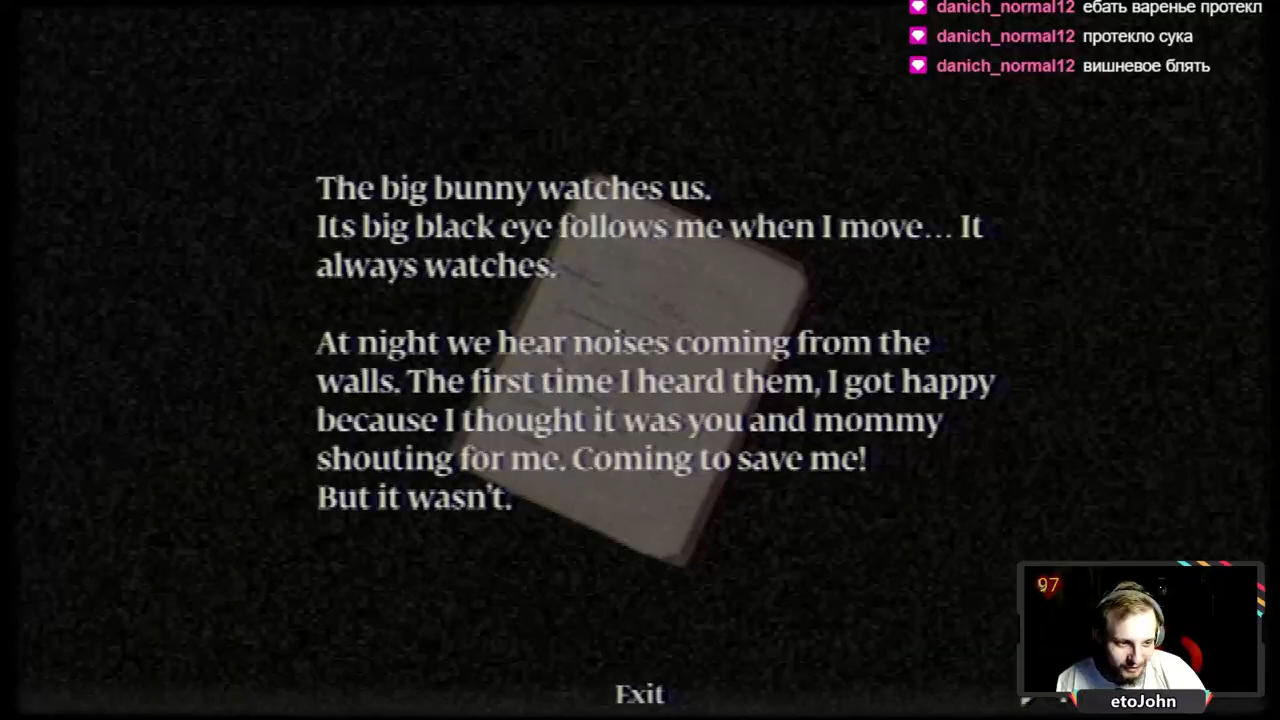 danich_normal12 ебать варенье протекл
danich_normal12 протекло сука
danich_normal12 вишневое блять
The big bunny watches us.
Its big black eye follows me when I move... It
always watches.
At night we hear noises coming from the
walls. The first time I heard them, I got happy
because I thought it was you and mommy
shouting for me. Coming to save me!
But it wasn't.
97
Exit
etoJohn